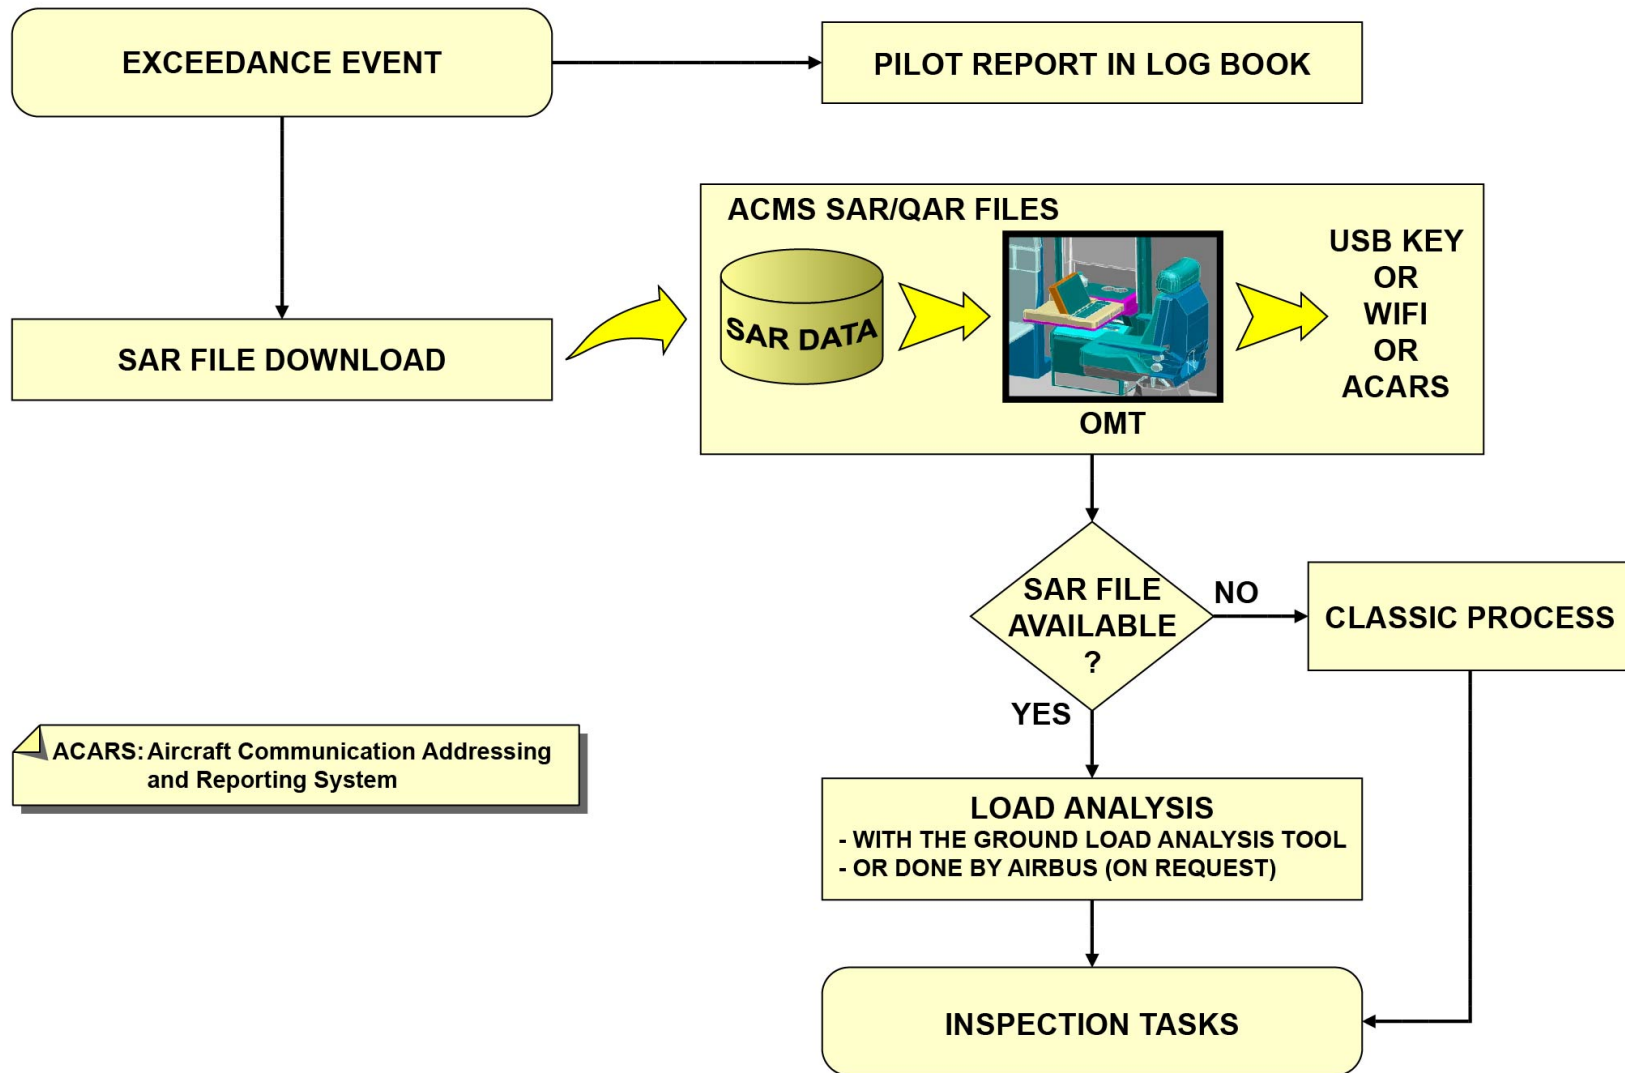 EXCEEDANCE EVENT
PILOT REPORT IN LOG BOOK
SAR FILE DOWNLOAD
ACMS SAR/QAR FILES
SAR DATA
OMT
USB KEY
OR
WIFI
OR
ACARS
SAR FILE
AVAILABLE
?
NO
CLASSIC PROCESS
YES
ACARS: Aircraft Communication Addressing
and Reporting System
LOAD ANALYSIS
- WITH THE GROUND LOAD ANALYSIS TOOL
- OR DONE BY AIRBUS (ON REQUEST)
INSPECTION TASKS